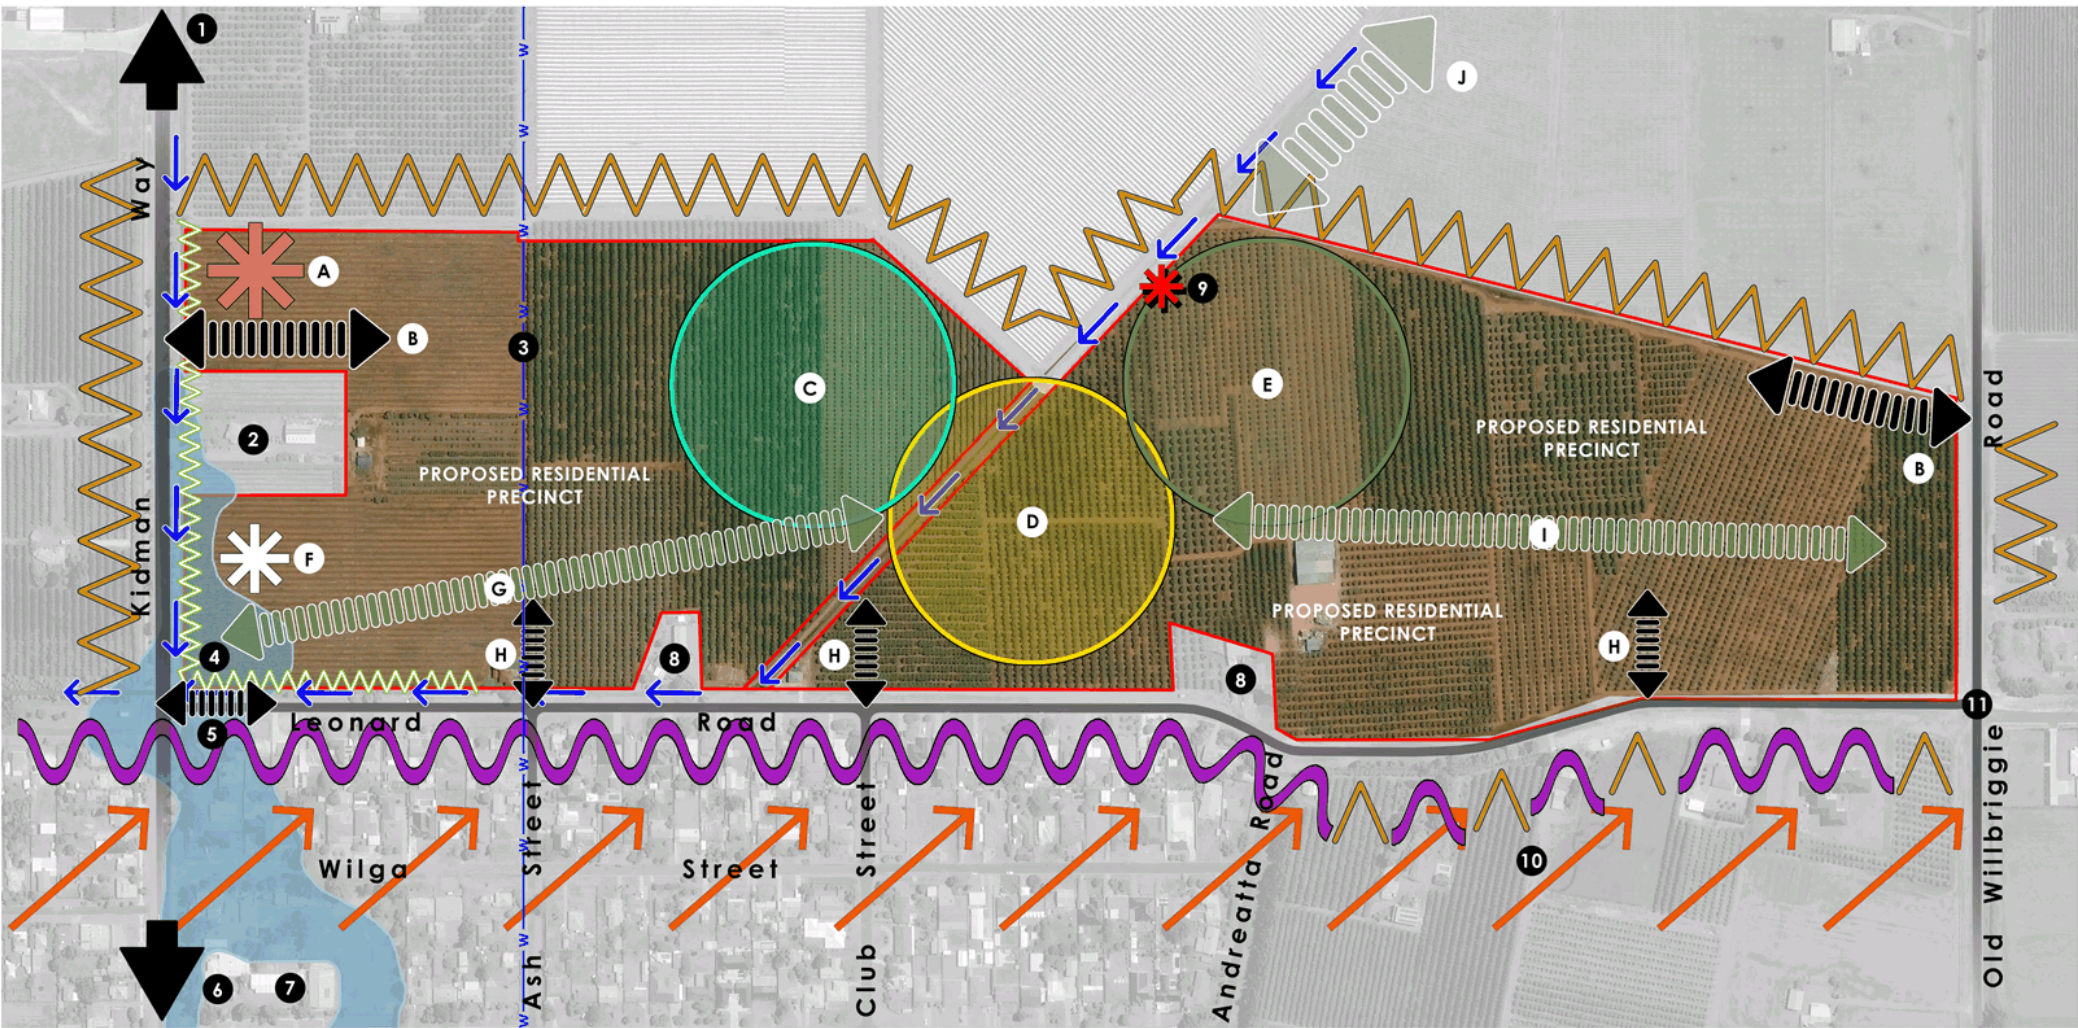 1
J
Way
A
9
B
3
C
E
2
PROPOSED RESIDENTIAL
PRECINCT
PROPOSED RESIDENTIAL
PRECINCT
Road
B
D
I
Kidman
F
G
PROPOSED RESIDENTIAL
PRECINCT
4
H
8
H
8
H
11
5
Leonard
Road
Wilga
Street
Street
Street
Andreatta Road
10
Old Willbriggie
6
7
Ash
Club
W
W
W
W
W
W
W
W
W
W
W